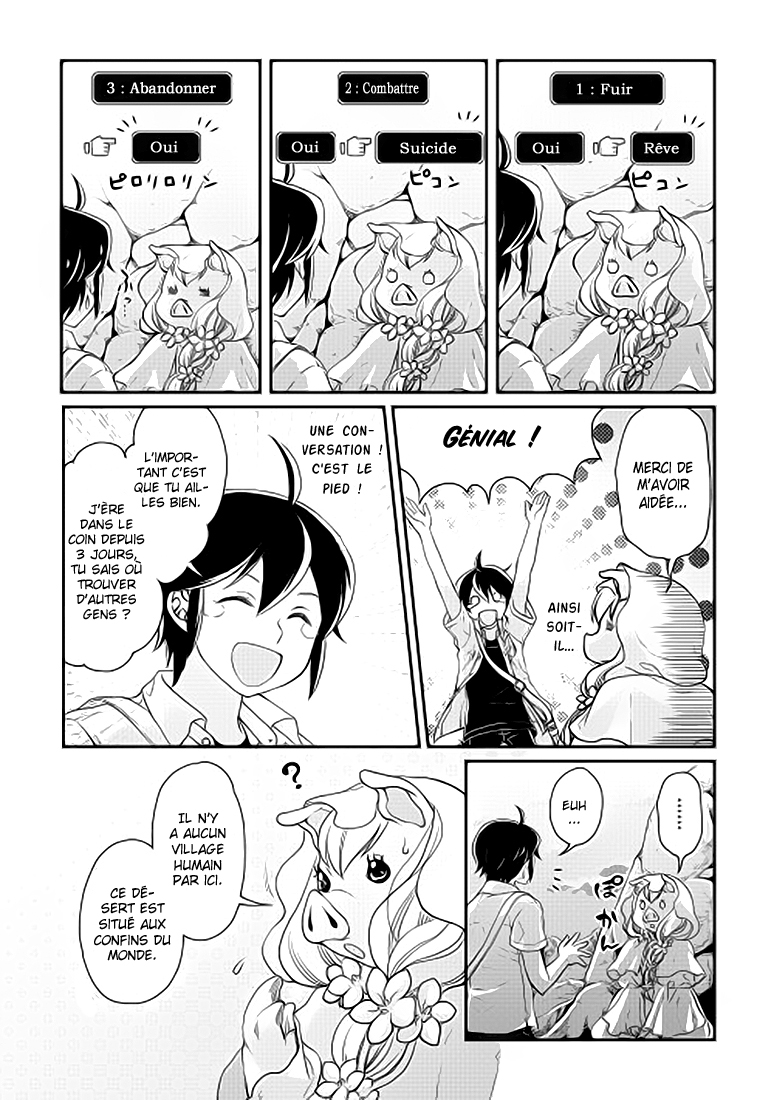 1 : Fuir
Oui
Rêve
ピコン
2 : Combattre
Oui
Suicide
ピコン
3 : Abandonner
Oui
ピロリロリン
MERCI DE
M'AVOIR
AIDÉE...
GÉNIAL !
AINSI
SOIT-
IL...
UNE CON-
VERSATION !
C'EST LE
PIED !
L'IMPOR-
TANT C'EST
QUE TU AIL-
LES BIEN.
J'ÈRE
DANS LE
COIN DEPUIS
3 JOURS,
TU SAIS OÙ
TROUVER
D'AUTRES
GENS ?
........
EUH
...
ぽかん
?
IL N'Y
A AUCUN
VILLAGE
HUMAIN
PAR ICI.
CE DÉ-
SERT EST
SITUÉ AUX
CONFINS DU
MONDE.